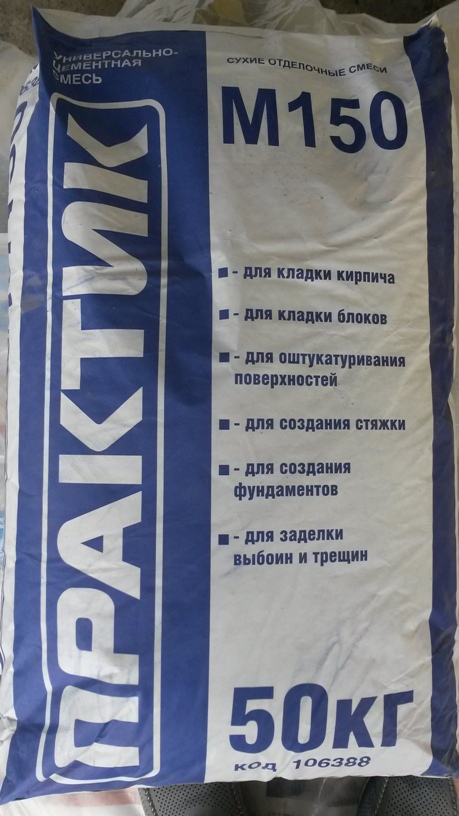 УНИВЕРСАЛЬНО-
ЦЕМЕНТНАЯ
СМЕСЬ
ПРАКТИК
СУХИЕ ОТДЕЛОЧНЫЕ СМЕСИ
М150
- для кладки кирпича
- для кладки блоков
- для оштукатуривания
поверхностей
- для создания стяжки
- для создания
фундаментов
- для заделки
выбоин и трещин
50кг
код 106388